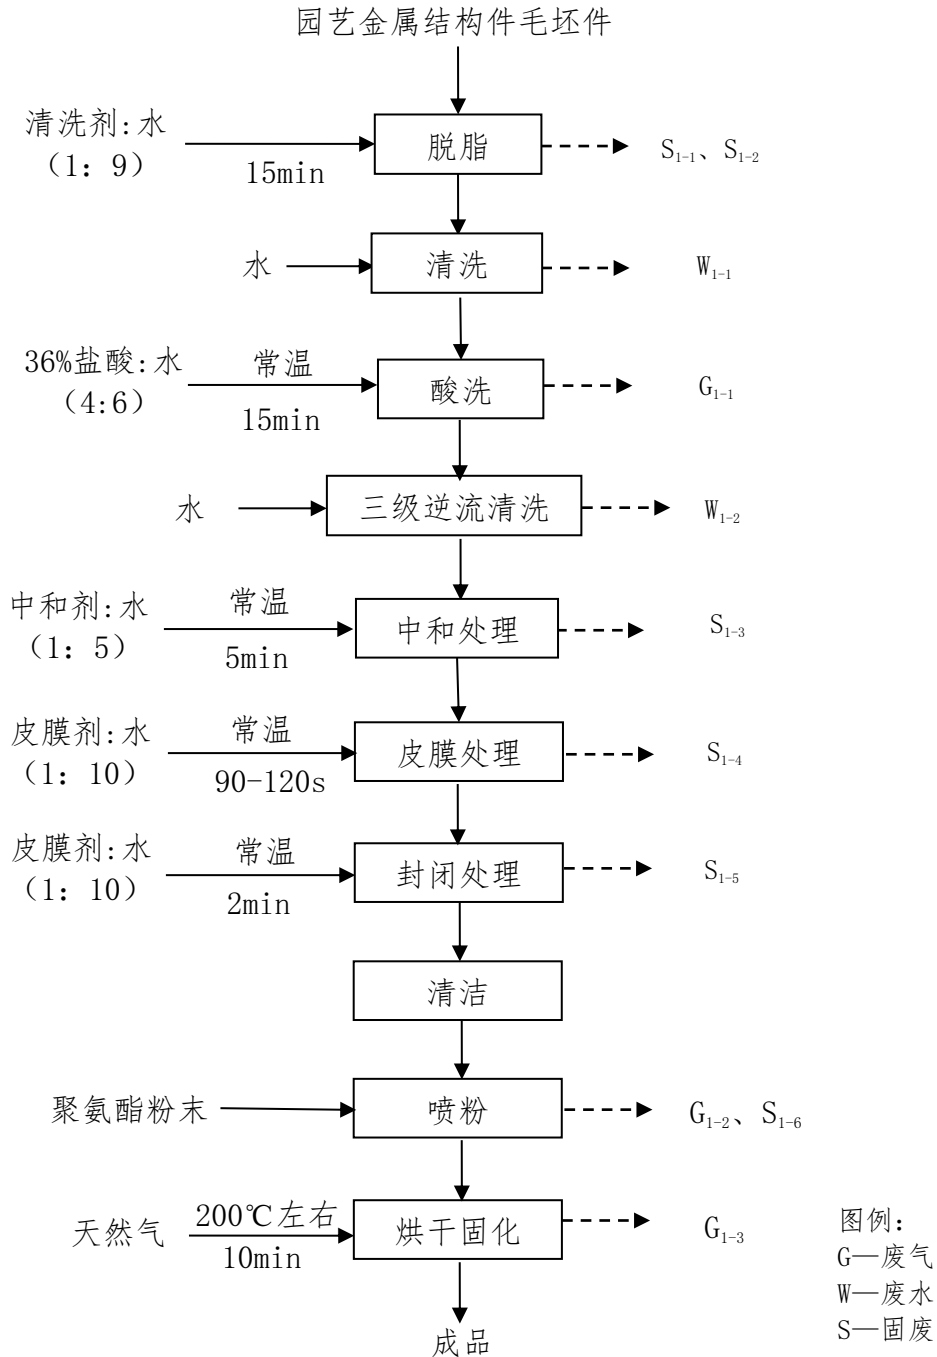 园艺金属结构件毛坯件
清洗剂:水
（1：9）
15min
脱脂
S₁₋₁、S₁₋₂
水
清洗
W₁₋₁
36%盐酸:水
（4:6）
常温
15min
酸洗
G₁₋₁
水
三级逆流清洗
W₁₋₂
中和剂:水
（1：5）
常温
5min
中和处理
S₁₋₃
皮膜剂:水
（1：10）
常温
90-120s
皮膜处理
S₁₋₄
皮膜剂:水
（1：10）
常温
2min
封闭处理
S₁₋₅
清洁
聚氨酯粉末
喷粉
G₁₋₂、S₁₋₆
天然气
200℃左右
10min
烘干固化
G₁₋₃
成品
图例：
G—废气
W—废水
S—固废